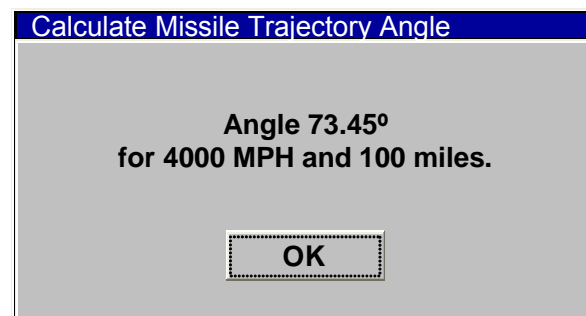 Calculate Missile Trajectory Angle
Angle 73.45º
for 4000 MPH and 100 miles.
OK